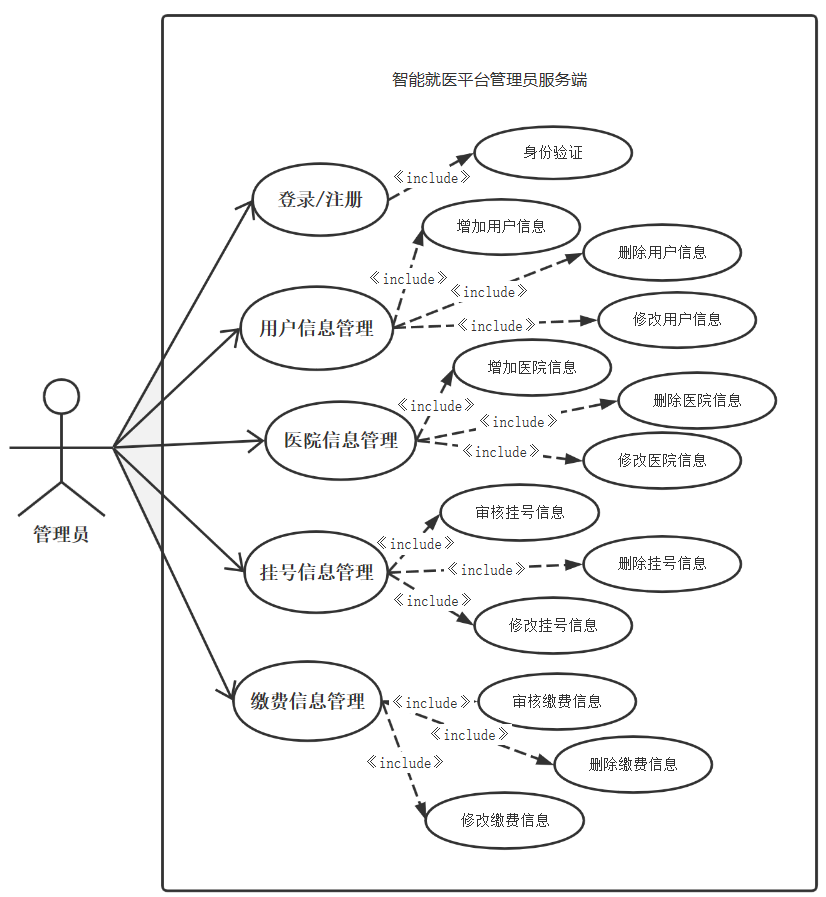 智能就医平台管理员服务端
身份验证
《include》
登录/注册
增加用户信息
删除用户信息
《include》
《include》
修改用户信息
《include》
用户信息管理
增加医院信息
删除医院信息
《include》
《include》
医院信息管理
《include》
修改医院信息
审核挂号信息
管理员
《include》
删除挂号信息
《include》
挂号信息管理
《include》
修改挂号信息
缴费信息管理
《include》
审核缴费信息
《include》
《include》
删除缴费信息
修改缴费信息